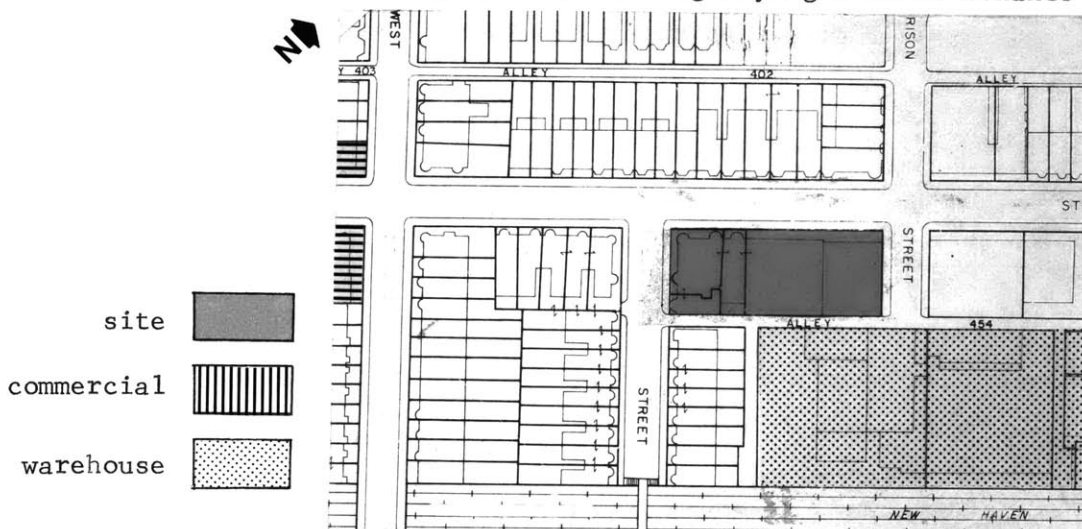 N
WEST
RISON
403
ALLEY
402
ALLEY
ST
STREET
ALLEY
454
STREET
NEW HAVEN
site
commercial
warehouse